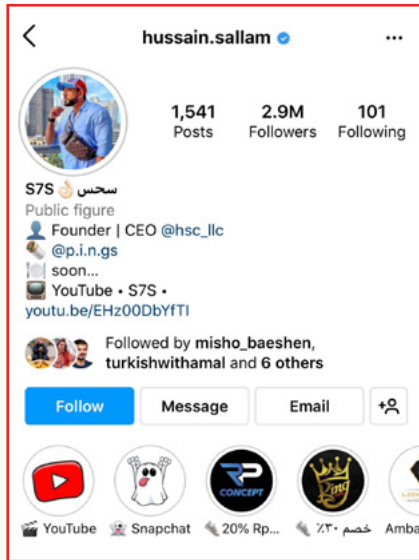 hussain.sallam
1,541 2.9M 101
Posts Followers Following
S7S👌🏻سحس
Public figure
👤 Founder | CEO @hsc_llc
🗞️ @p.i.n.gs
🍽️ soon...
📺 YouTube • S7S •
youtu.be/EHz00DbYfTI
Followed by misho_baeshen,
turkishwithamal and 6 others
Follow Message Email
RP King
CONCEPT
🎬 YouTube 👻 Snapchat 20% Rp... خصم ٣٠٪ Amba